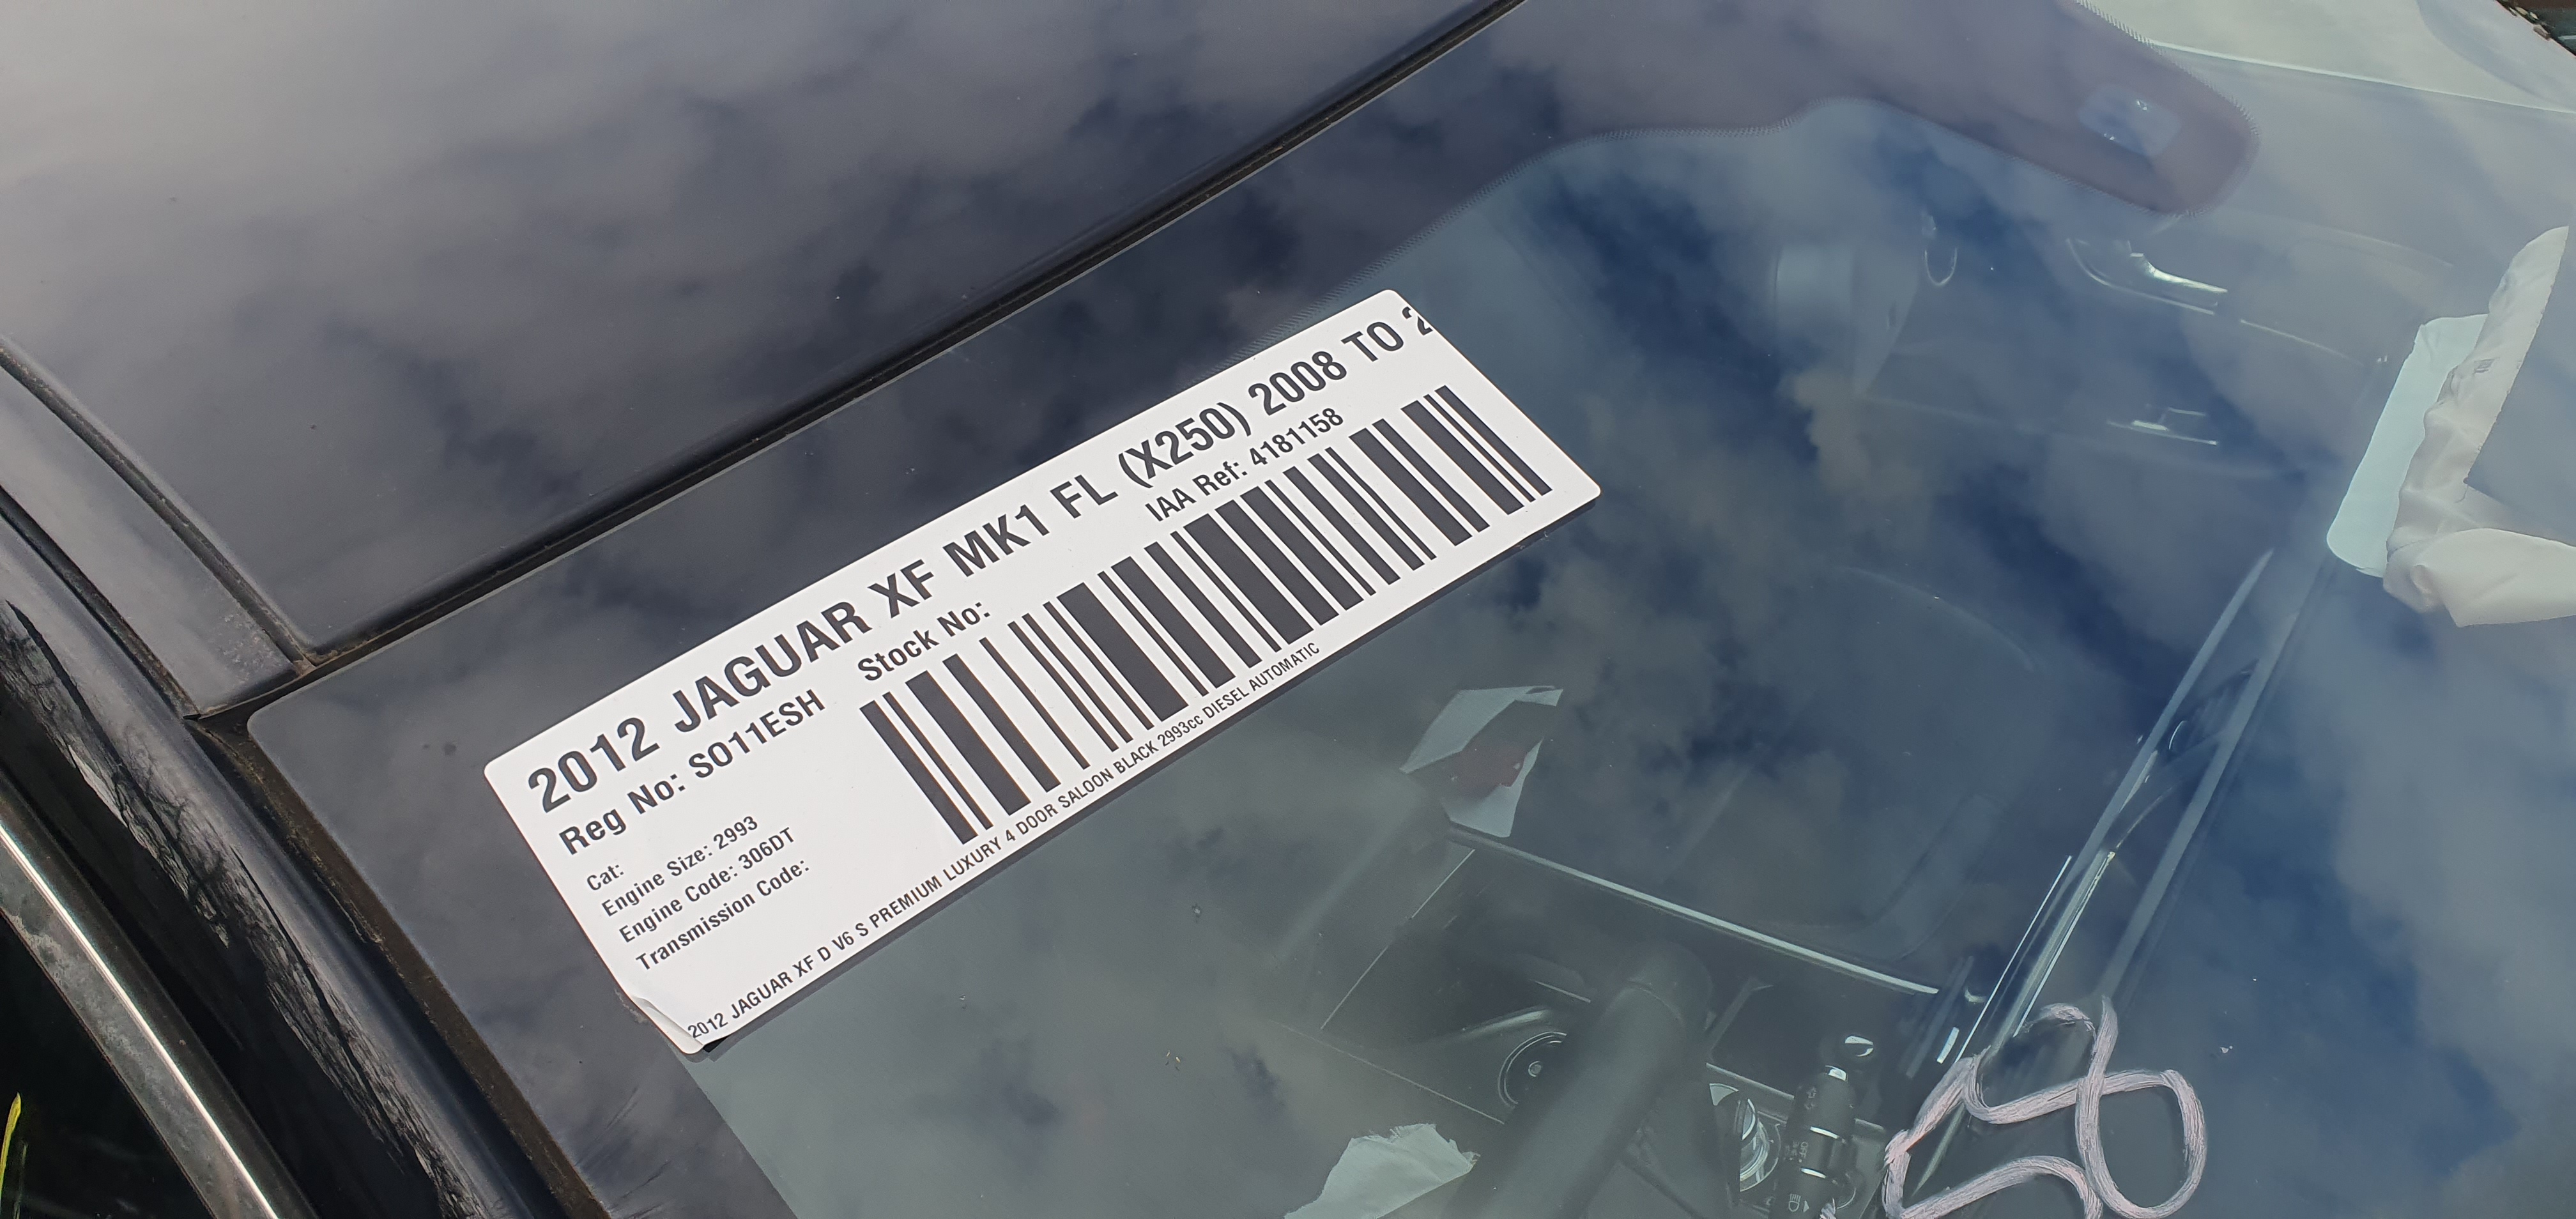 2012 JAGUAR XF MK1 FL (X250) 2008 TO 2
Reg No: SO11ESH Stock No: IAA Ref: 4181158
Cat:
Engine Size: 2993
Engine Code: 306DT
Transmission Code:
2012 JAGUAR XF D V6 S PREMIUM LUXURY 4 DOOR SALOON BLACK 2993cc DIESEL AUTOMATIC
OFF